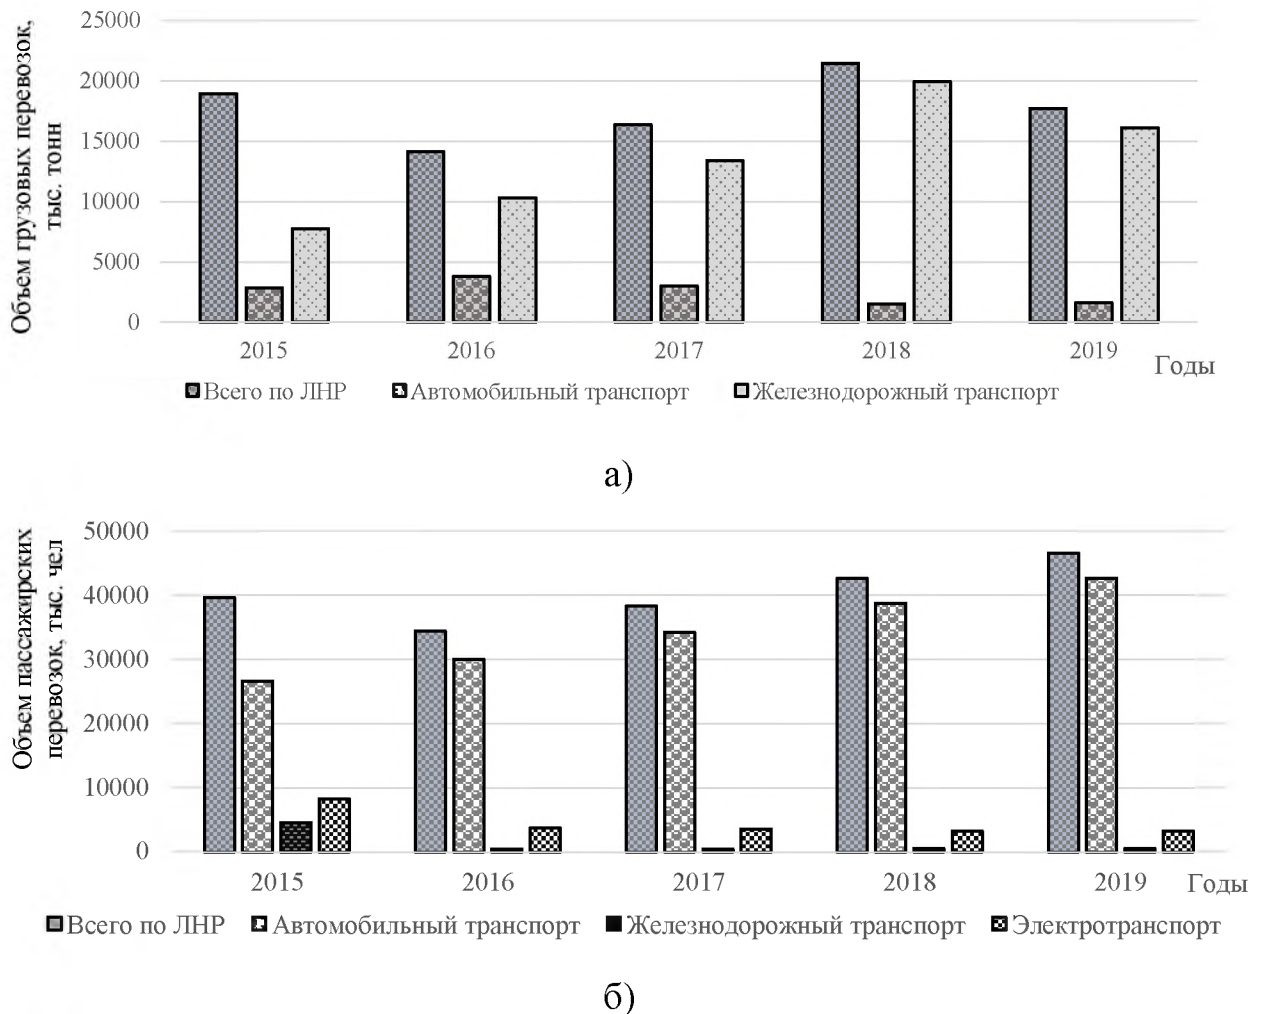 Объем грузовых перевозок,
тыс. тонн
25000
20000
15000
10000
5000
0
2015 2016 2017 2018 2019
Годы
Всего по ЛНР Автомобильный транспорт Железнодорожный транспорт
а)
Объем пассажирских
перевозок, тыс. чел
50000
40000
30000
20000
10000
0
2015 2016 2017 2018 2019 Годы
Всего по ЛНР Автомобильный транспорт Железнодорожный транспорт Электротранспорт
б)